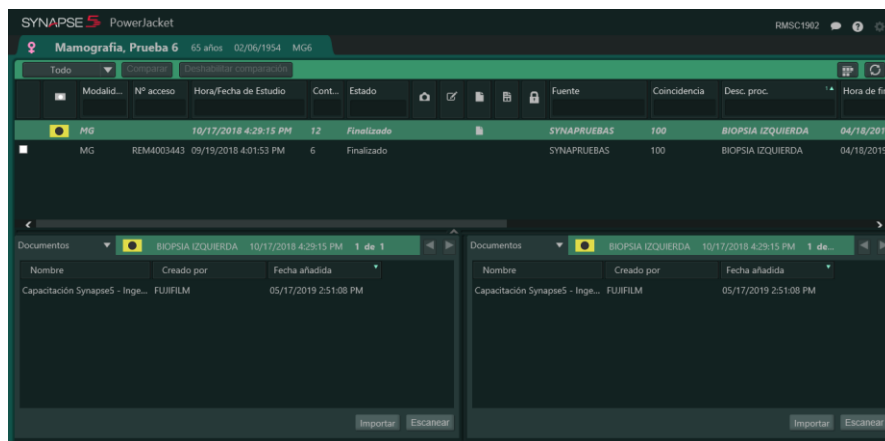 SYNAPSE 5 PowerJacket RMSC1902
Mamografia, Prueba 6 65 años 02/06/1954 MG6
Todo Comparar Deshabilitar comparación
Modalid... Nº acceso Hora/Fecha de Estudio Cont... Estado Fuente Coincidencia Desc. proc. 1 Hora de fi
MG 10/17/2018 4:29:15 PM 12 Finalizado SYNAPRUEBAS 100 BIOPSIA IZQUIERDA 04/18/201
MG REM4003443 09/19/2018 4:01:53 PM 6 Finalizado SYNAPRUEBAS 100 BIOPSIA IZQUIERDA 04/18/2019
Documentos BIOPSIA IZQUIERDA 10/17/2018 4:29:15 PM 1 de 1
Nombre Creado por Fecha añadida
Capacitación Synapse5 - Inge... FUJIFILM 05/17/2019 2:51:08 PM
Importar Escanear
Documentos BIOPSIA IZQUIERDA 10/17/2018 4:29:15 PM 1 de...
Nombre Creado por Fecha añadida
Capacitación Synapse5 - Inge... FUJIFILM 05/17/2019 2:51:08 PM
Importar Escanear